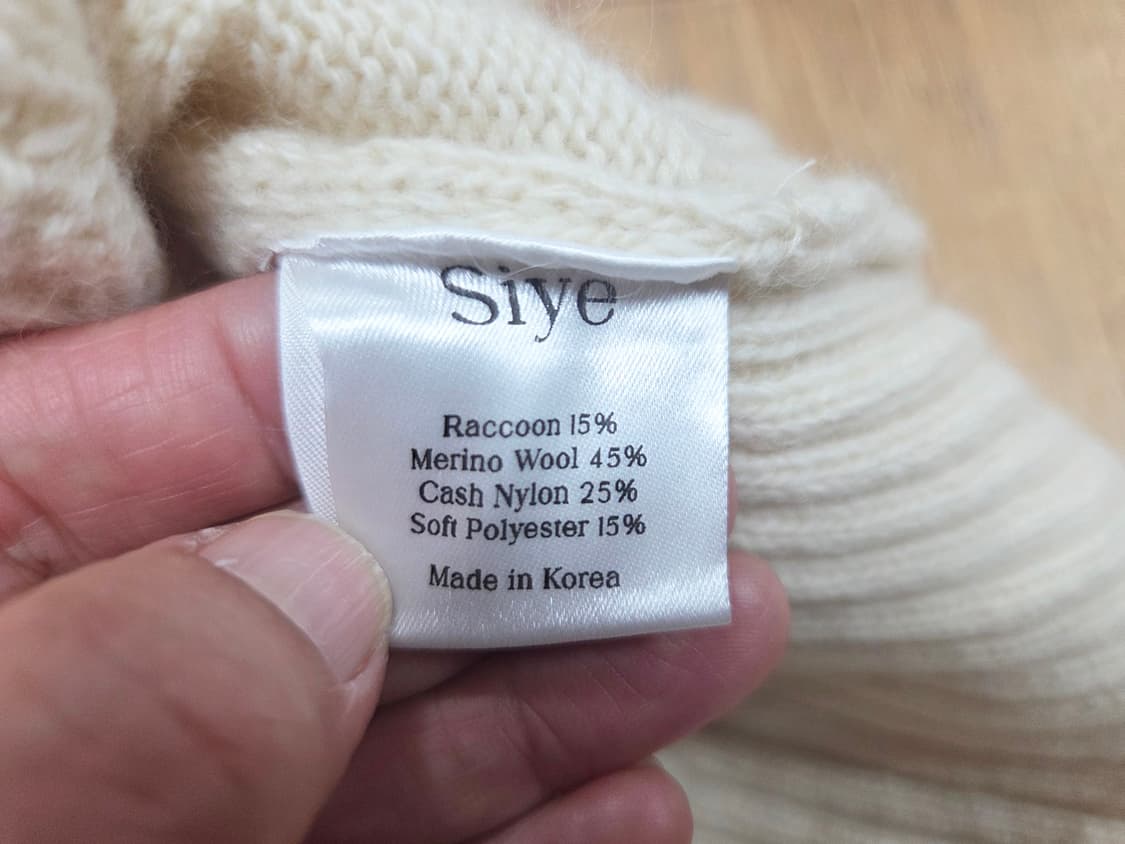 Siye
Raccoon 15%
Merino Wool 45%
Cash Nylon 25%
Soft Polyester 15%
Made in Korea